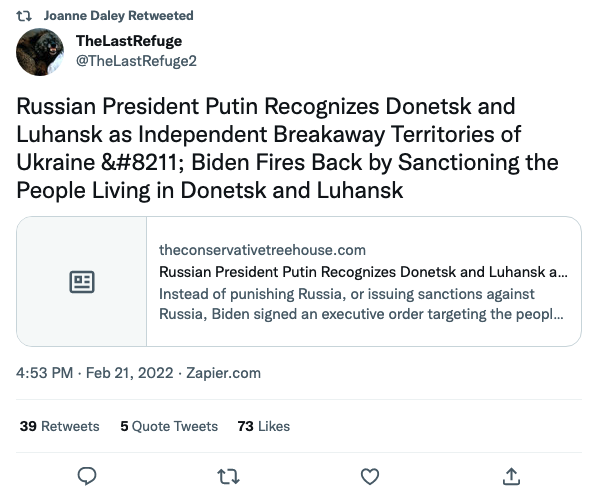 Joanne Daley Retweeted
TheLastRefuge
@TheLastRefuge2
Russian President Putin Recognizes Donetsk and
Luhansk as Independent Breakaway Territories of
Ukraine &#8211; Biden Fires Back by Sanctioning the
People Living in Donetsk and Luhansk
theconservativetreehouse.com
Russian President Putin Recognizes Donetsk and Luhansk a...
Instead of punishing Russia, or issuing sanctions against
Russia, Biden signed an executive order targeting the peopl...
4:53 PM · Feb 21, 2022 · Zapier.com
39 Retweets 5 Quote Tweets 73 Likes